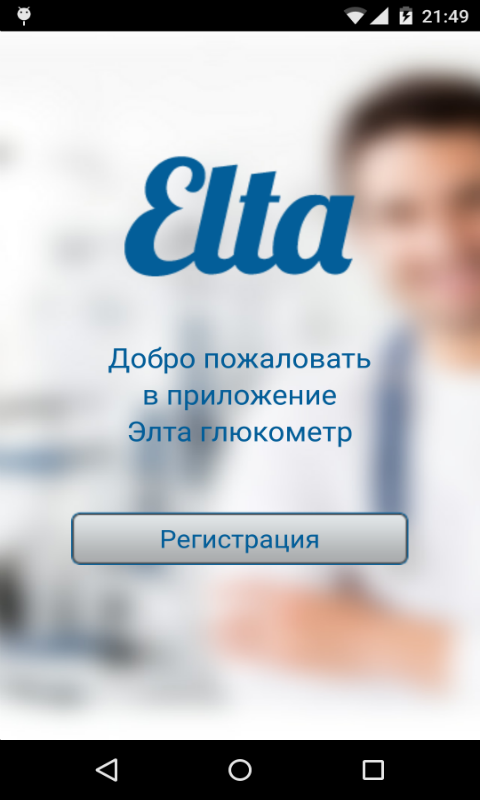 21:49
Elta
Добро пожаловать
в приложение
Элта глюкометр
Регистрация